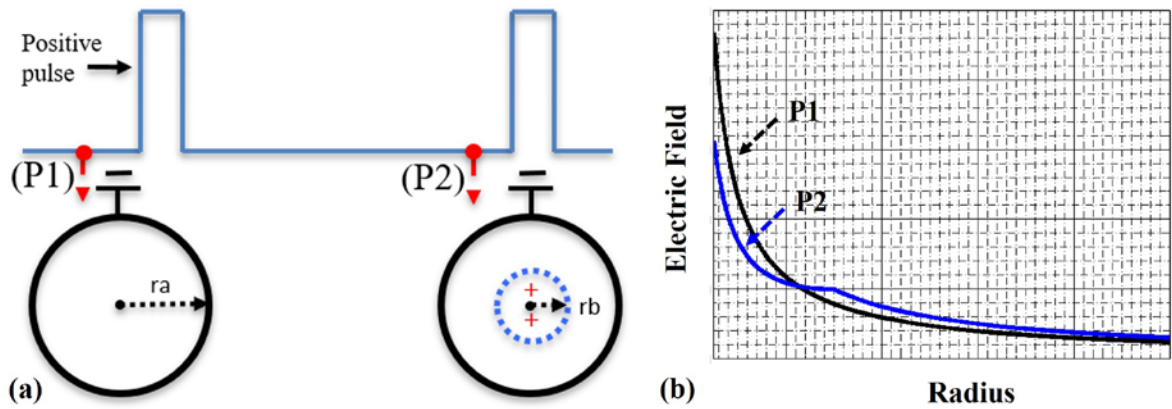 Positive
pulse
(P1)
(P2)
ra
+
+
rb
(a)
P1
P2
Electric Field
(b)
Radius